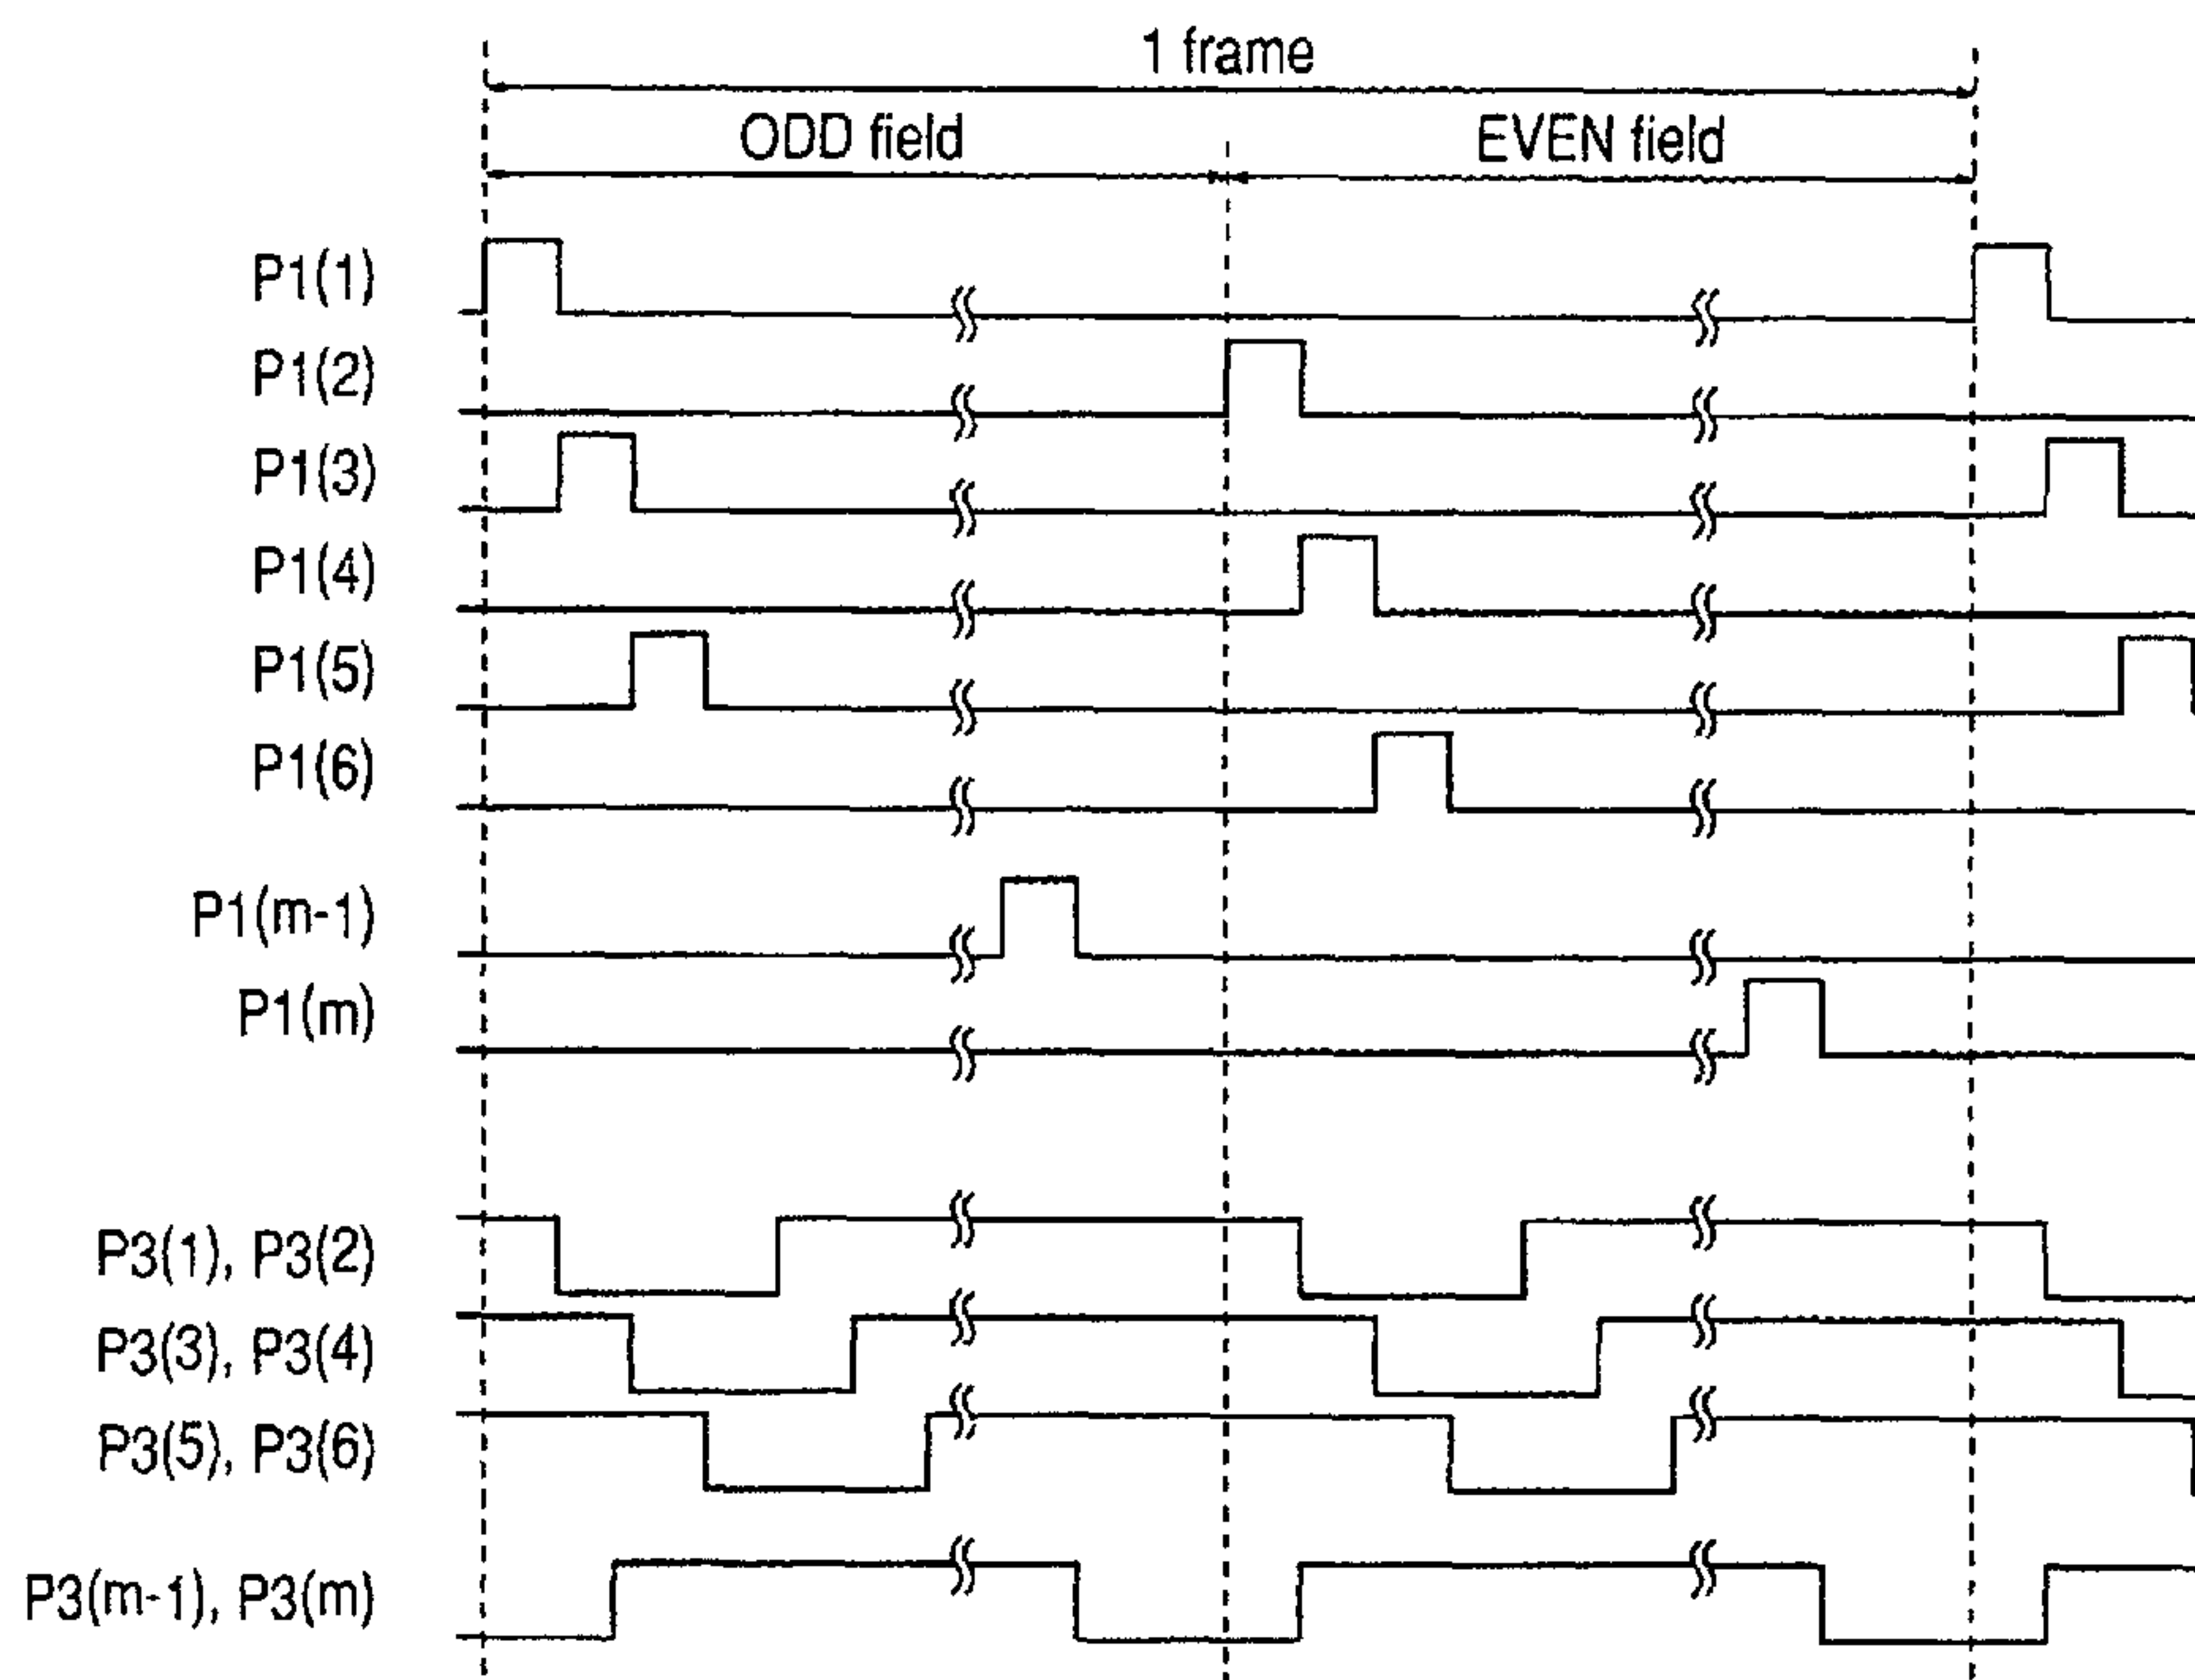 1 frame
ODD field
EVEN field
P1(1)
P1(2)
P1(3)
P1(4)
P1(5)
P1(6)
P1(m-1)
P1(m)
P3(1), P3(2)
P3(3), P3(4)
P3(5), P3(6)
P3(m-1), P3(m)